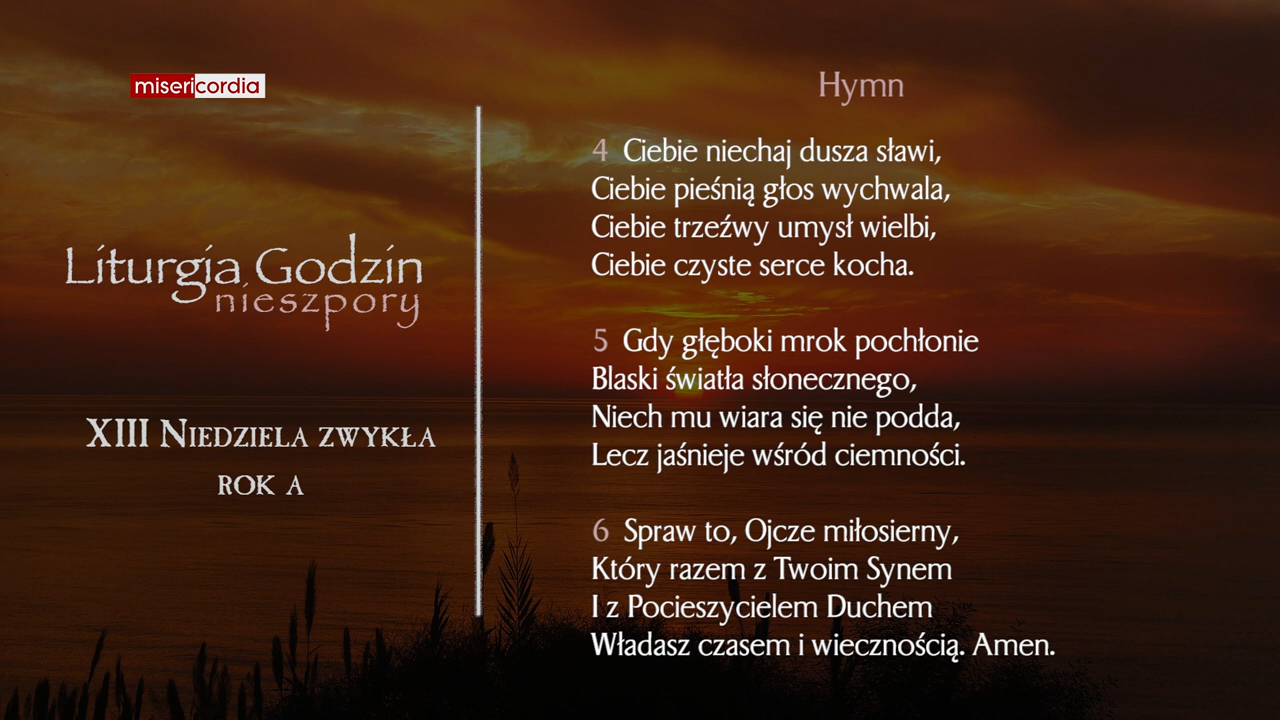 misericordia
Liturgia Godzin
nieszpory
XIII Niedziela zwykła
rok A
Hymn
4 Ciebie niechaj dusza sławi,
Ciebie pieśnią głos wychwala,
Ciebie trzeźwy umysł wielbi,
Ciebie czyste serce kocha.
5 Gdy głęboki mrok pochłonie
Blaski światła słonecznego,
Niech mu wiara się nie podda,
Lecz jaśnieje wśród ciemności.
6 Spraw to, Ojcze miłosierny,
Który razem z Twoim Synem
I z Pocieszycielem Duchem
Władasz czasem i wiecznością. Amen.